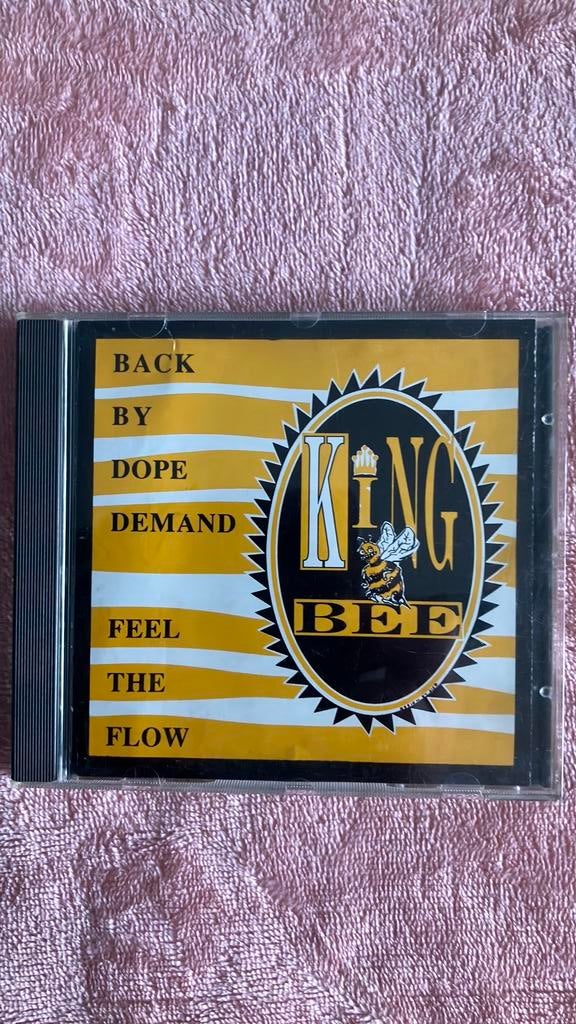 BACK
BY
DOPE
DEMAND
FEEL
THE
FLOW
KiNG
BEE